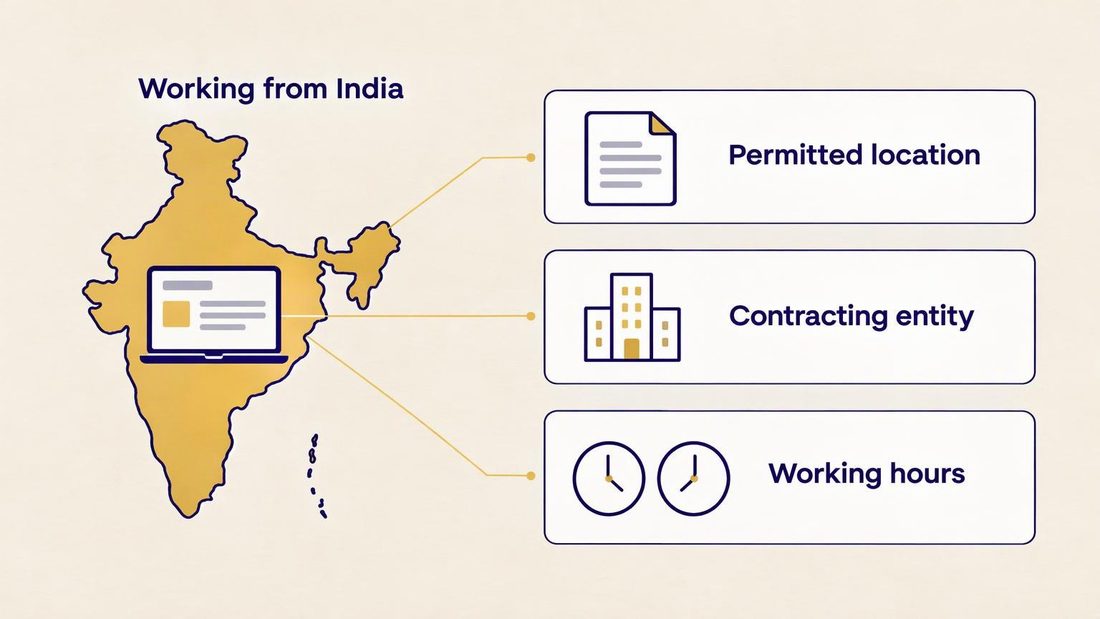 Working from India
Permitted location
Contracting entity
Working hours